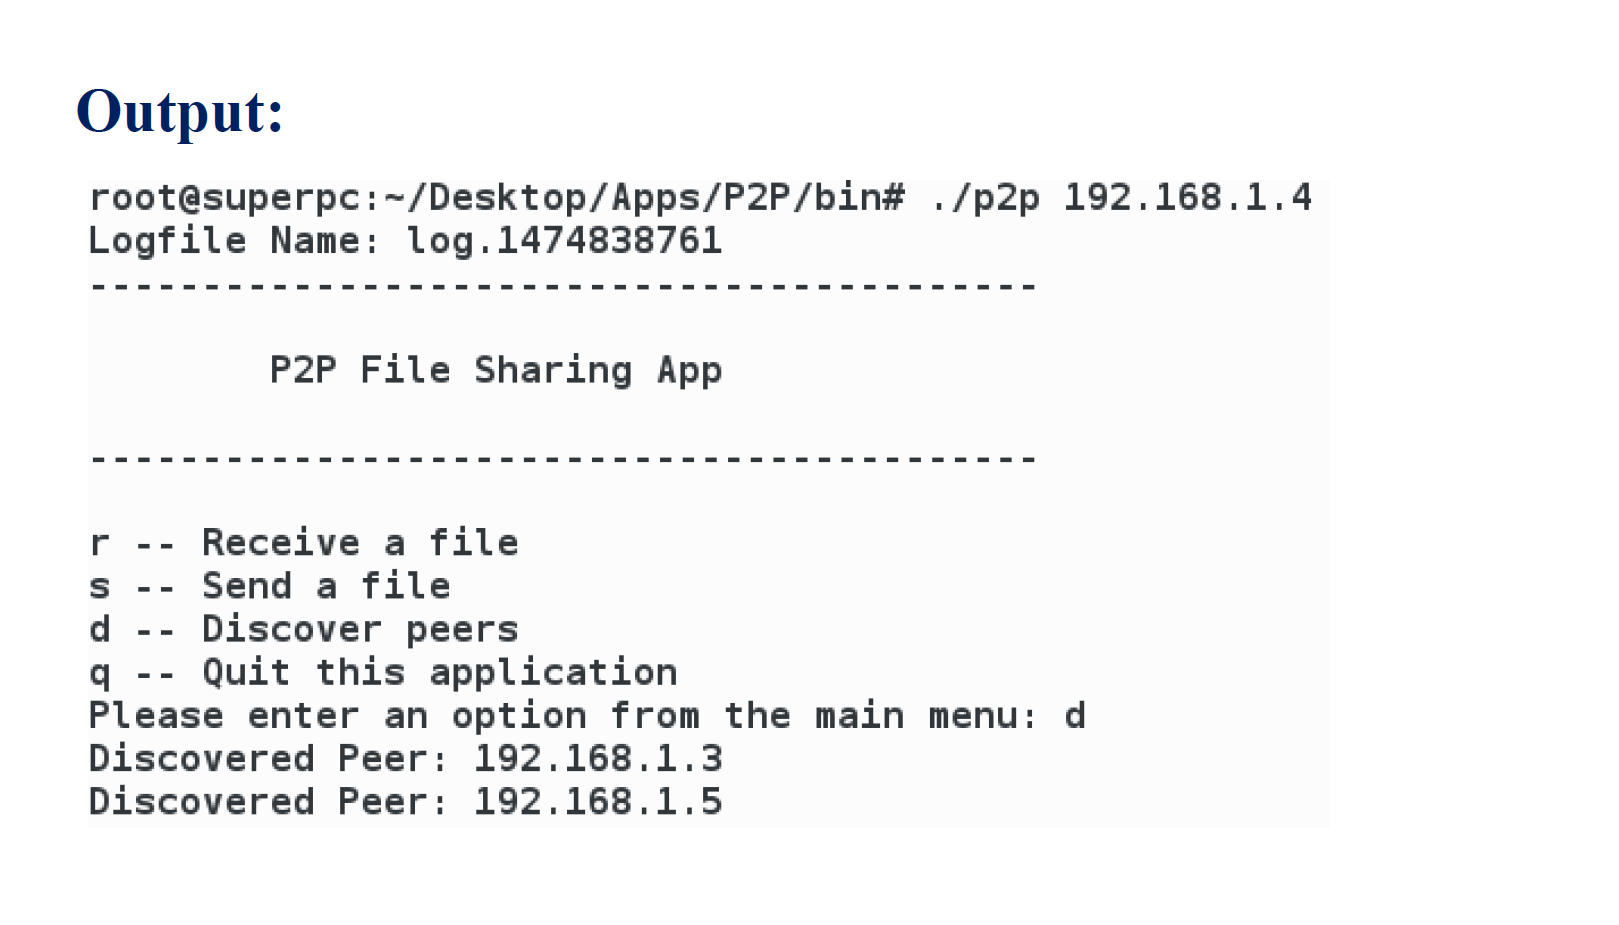 Output:
root@superpc:~/Desktop/Apps/P2P/bin# ./p2p 192.168.1.4
Logfile Name: log.1474838761
------------------------------------------
P2P File Sharing App
------------------------------------------
r -- Receive a file
s -- Send a file
d -- Discover peers
q -- Quit this application
Please enter an option from the main menu: d
Discovered Peer: 192.168.1.3
Discovered Peer: 192.168.1.5